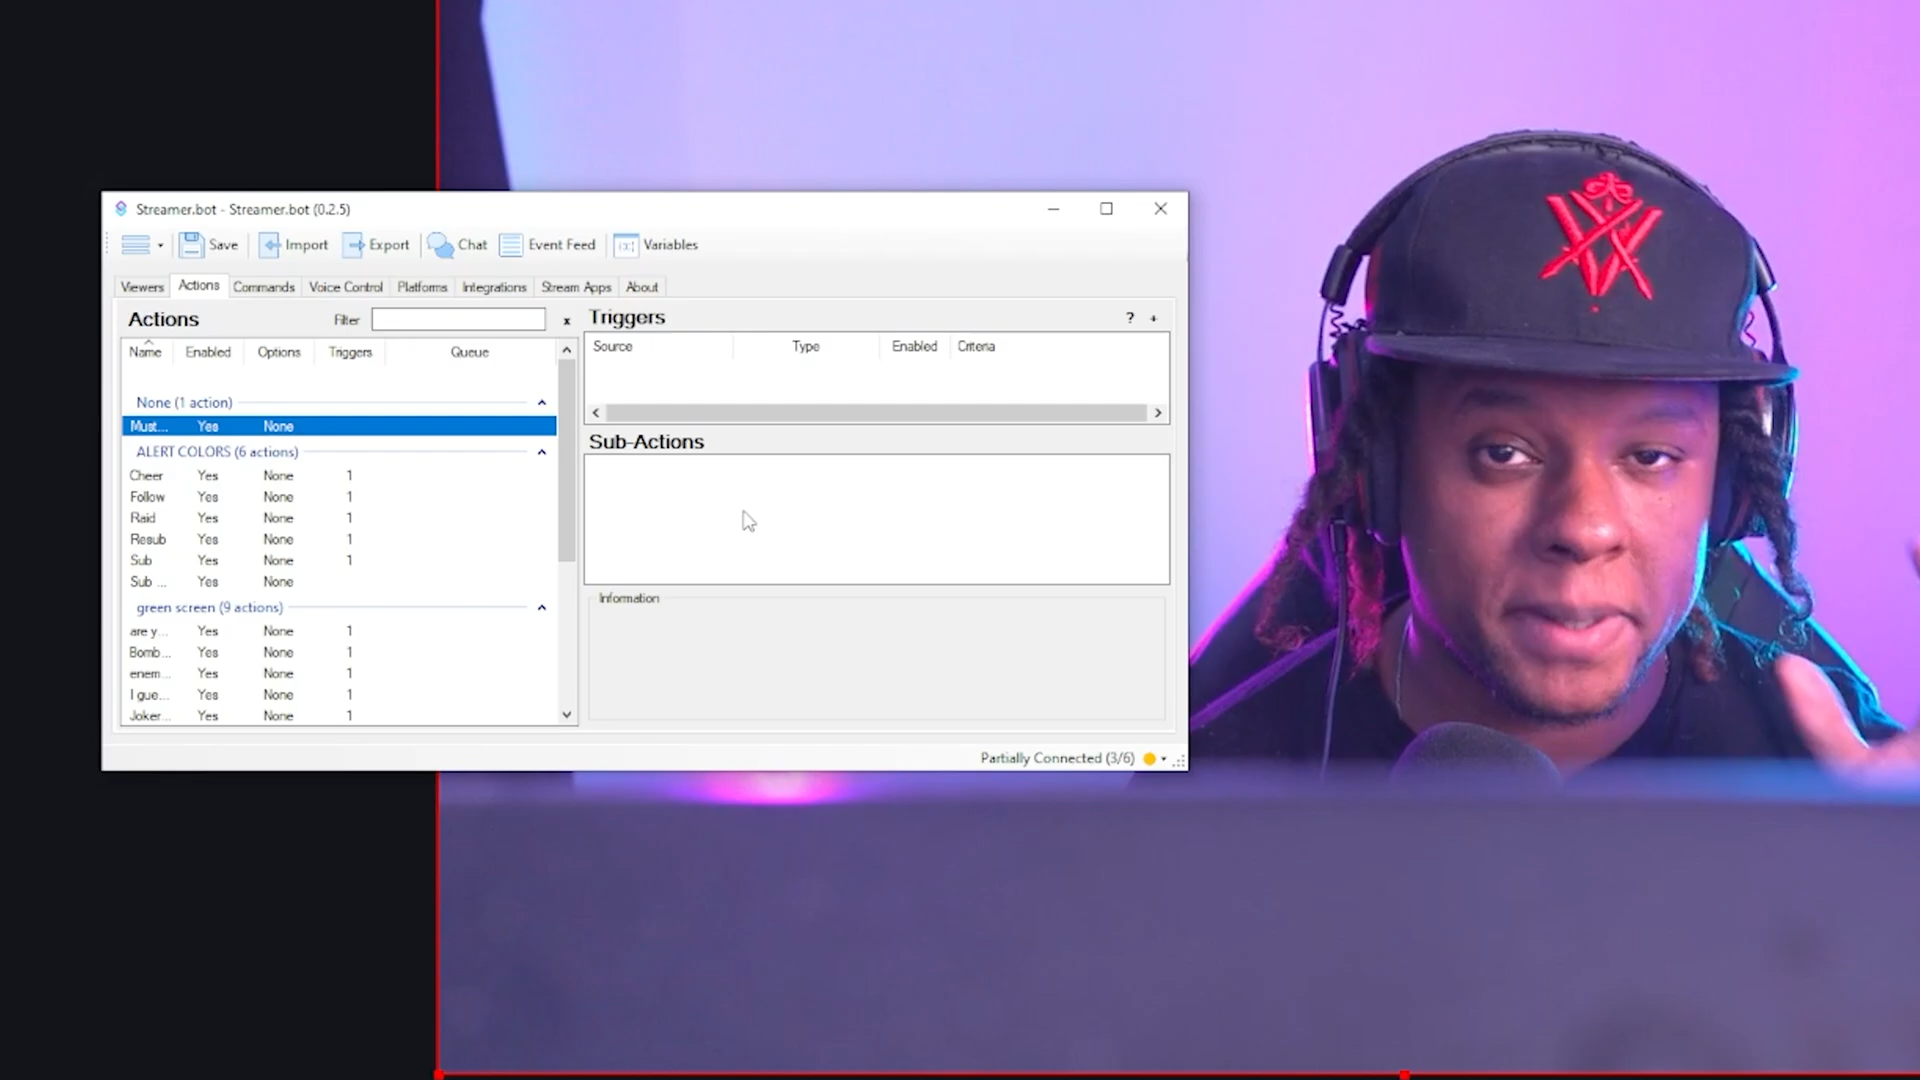 Streamer.bot - Streamer.bot (0.2.5)
Save Import Export Chat Event Feed Variables
Viewers Actions Commands Voice Control Platforms Integrations Stream Apps About
Actions Filter x
Name Enabled Options Triggers Queue
None (1 action)
Must... Yes None
ALERT COLORS (6 actions)
Cheer Yes None 1
Follow Yes None 1
Raid Yes None 1
Resub Yes None 1
Sub Yes None 1
Sub ... Yes None
green screen (9 actions)
are y... Yes None 1
Bomb... Yes None 1
enem... Yes None 1
I gue... Yes None 1
Joker... Yes None 1
Triggers ? +
Source Type Enabled Criteria
Sub-Actions
Information
Partially Connected (3/6)